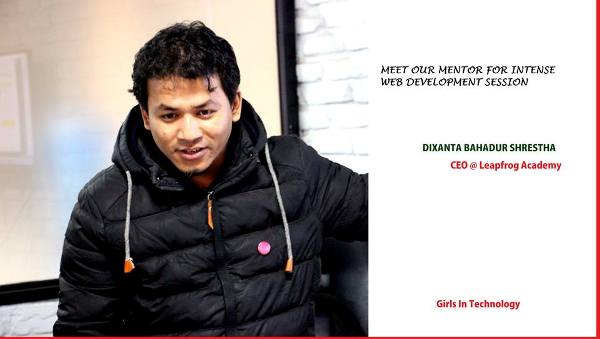 MEET OUR MENTOR FOR INTENSE
WEB DEVELOPMENT SESSION
DIXANTA BAHADUR SHRESTHA
CEO @ Leapfrog Academy
Girls In Technology